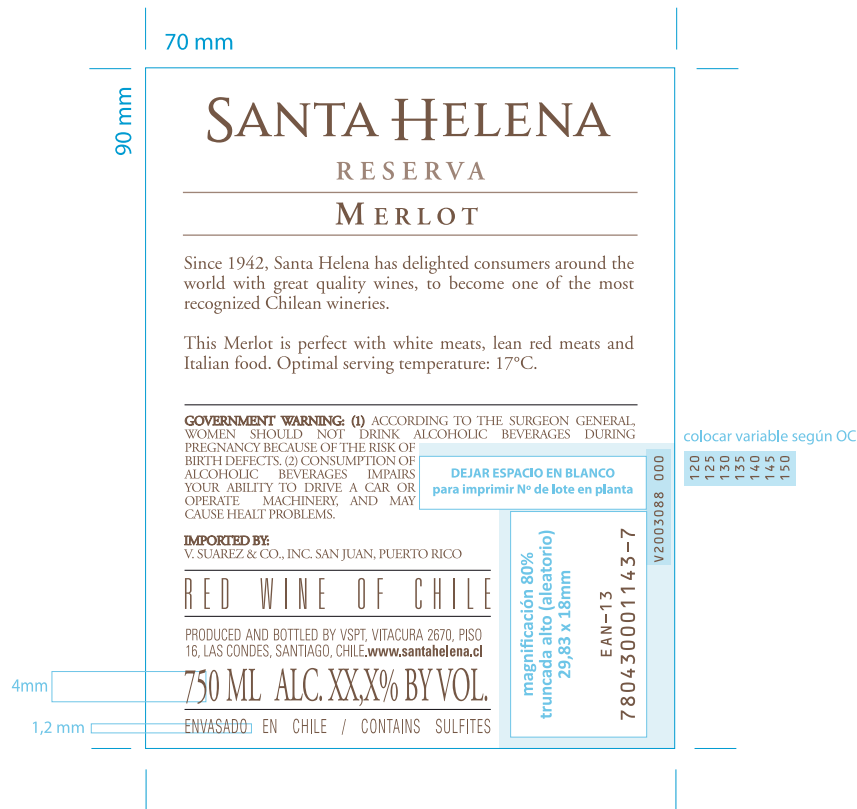 70 mm
90 mm
SANTA HELENA
RESERVA
MERLOT
Since 1942, Santa Helena has delighted consumers around the
world with great quality wines, to become one of the most
recognized Chilean wineries.
This Merlot is perfect with white meats, lean red meats and
Italian food. Optimal serving temperature: 17°C.
GOVERNMENT WARNING: (1) ACCORDING TO THE SURGEON GENERAL,
WOMEN SHOULD NOT DRINK ALCOHOLIC BEVERAGES DURING
PREGNANCY BECAUSE OF THE RISK OF
BIRTH DEFECTS. (2) CONSUMPTION OF
ALCOHOLIC BEVERAGES IMPAIRS
YOUR ABILITY TO DRIVE A CAR OR
OPERATE MACHINERY, AND MAY
CAUSE HEALT PROBLEMS.
DEJAR ESPACIO EN BLANCO
para imprimir Nº de lote en planta
V2003088 000
colocar variable según OC
120
125
130
135
140
145
150
IMPORTED BY:
V. SUAREZ & CO., INC. SAN JUAN, PUERTO RICO
RED WINE OF CHILE
PRODUCED AND BOTTLED BY VSPT, VITACURA 2670, PISO
16, LAS CONDES, SANTIAGO, CHILE.www.santahelena.cl
4mm
750 ML ALC. XX,X% BY VOL.
1,2 mm
ENVASADO EN CHILE / CONTAINS SULFITES
magnificación 80%
truncada alto (aleatorio)
29,83 x 18mm
EAN-13
7804300001143-7